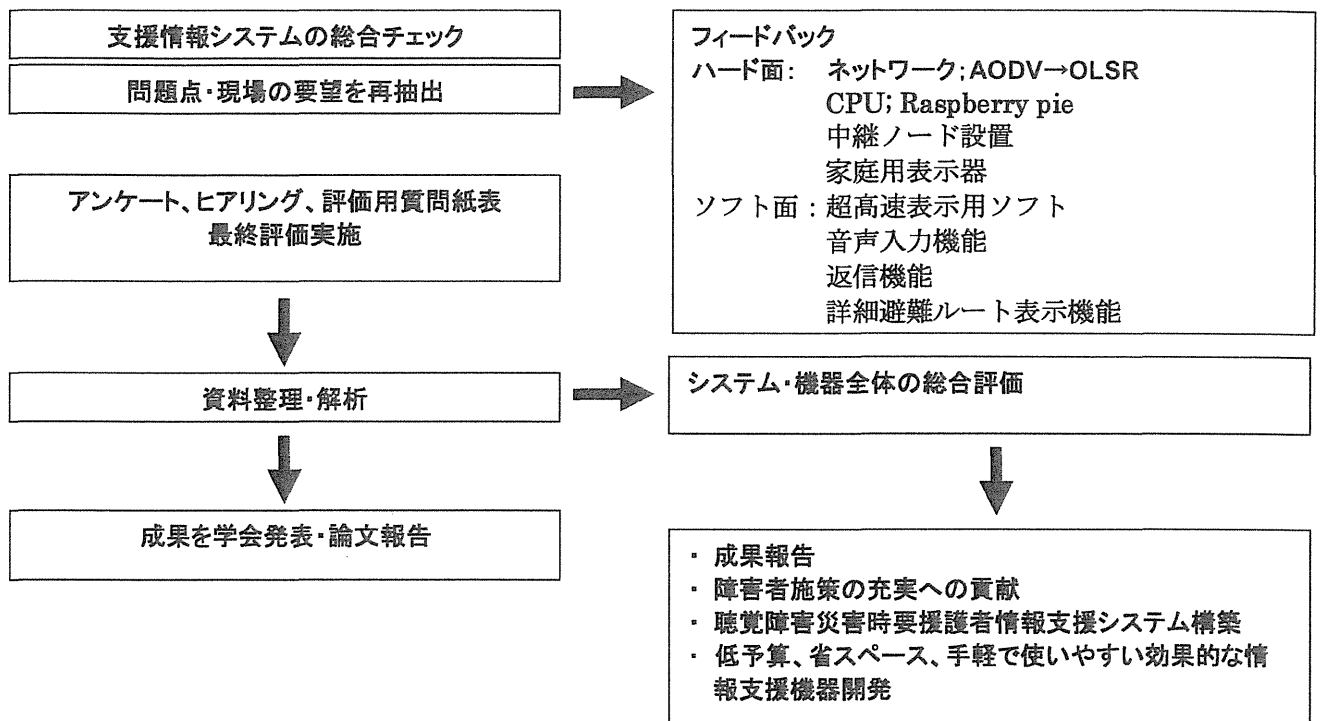 支援情報システムの総合チェック
問題点・現場の要望を再抽出
フィードバック
ハード面: ネットワーク;AODV→OLSR
CPU; Raspberry pie
中継ノード設置
家庭用表示器
ソフト面:超高速表示用ソフト
音声入力機能
返信機能
詳細避難ルート表示機能
アンケート、ヒアリング、評価用質問紙表
最終評価実施
資料整理・解析
システム・機器全体の総合評価
成果を学会発表・論文報告
・ 成果報告
・ 障害者施策の充実への貢献
・ 聴覚障害災害時要援護者情報支援システム構築
・ 低予算、省スペース、手軽で使いやすい効果的な情
報支援機器開発